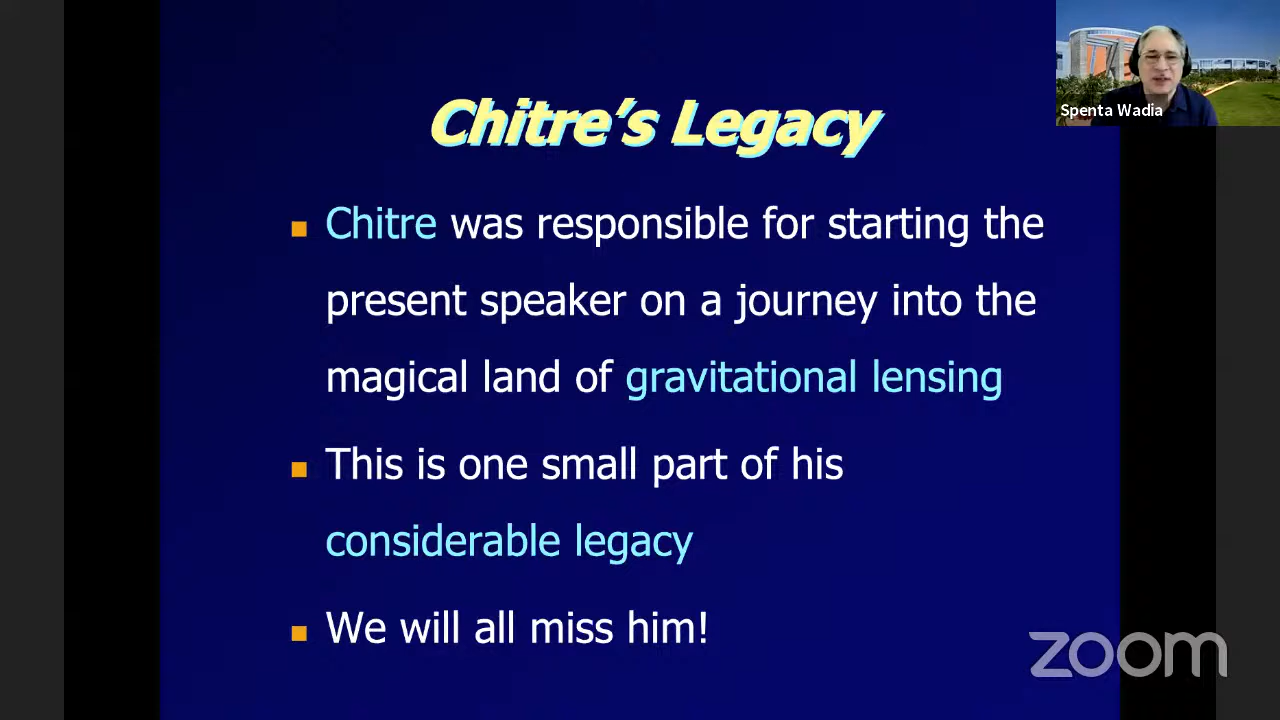 Spenta Wadia
Chitre's Legacy
Chitre was responsible for starting the
present speaker on a journey into the
magical land of gravitational lensing
This is one small part of his
considerable legacy
We will all miss him!
zoom